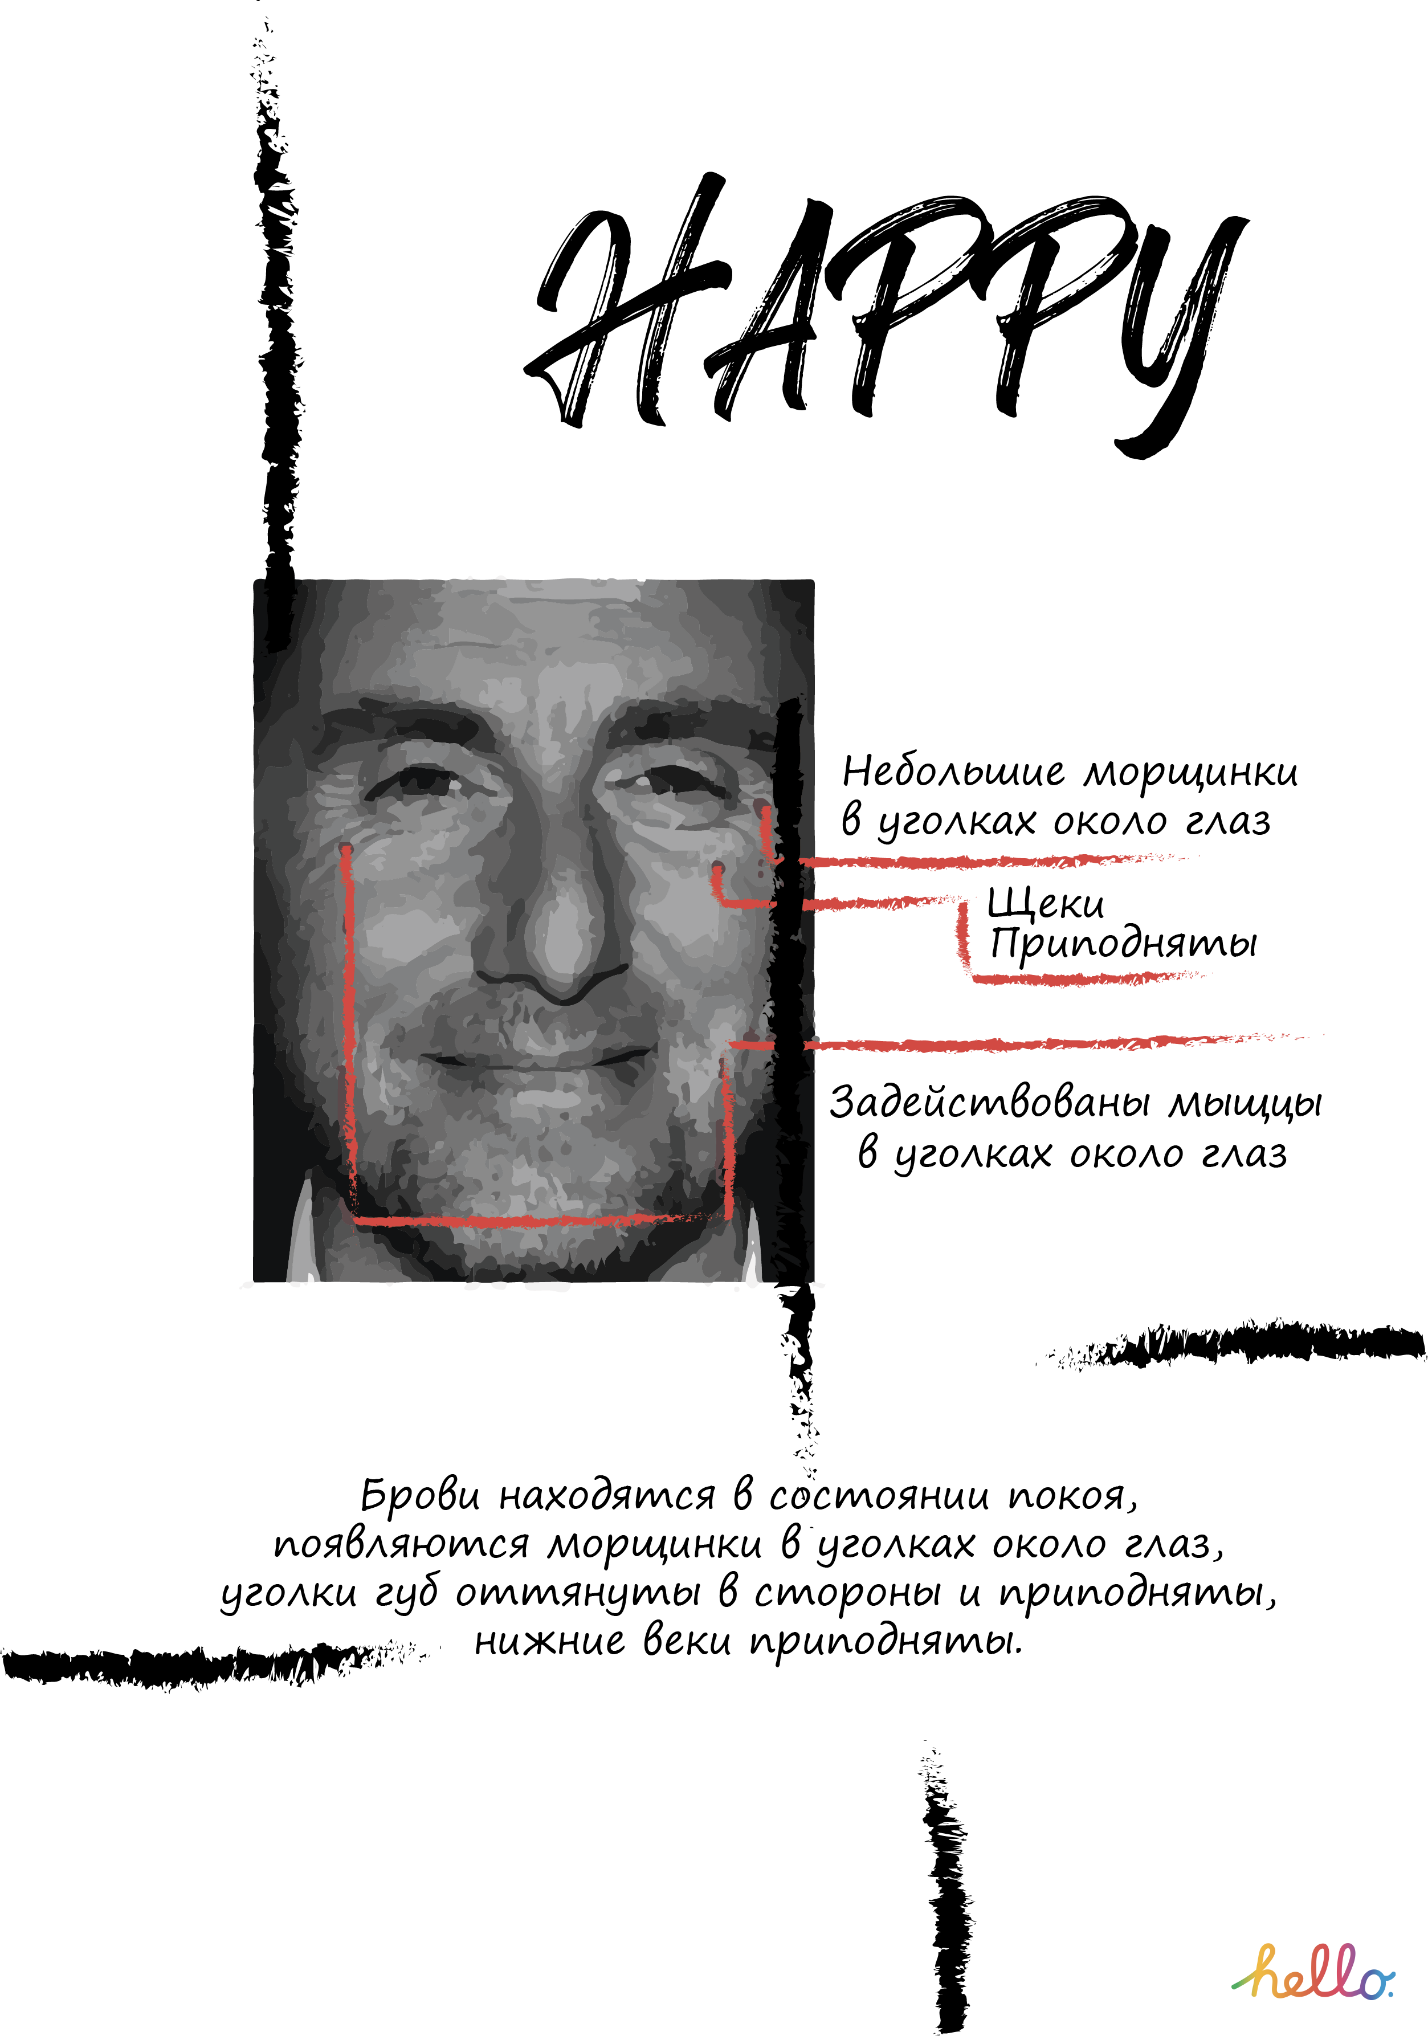 HAPPY
Небольшие морщинки
в уголках около глаз
Щеки
Приподняты
Задействованы мыщцы
в уголках около глаз
Брови находятся в состоянии покоя,
появляются морщинки в уголках около глаз,
уголки губ оттянуты в стороны и приподняты,
нижние веки приподняты.
hello.